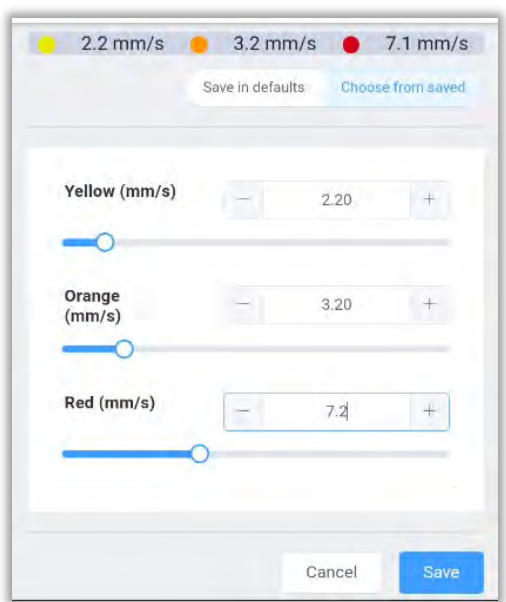 2.2 mm/s 3.2 mm/s 7.1 mm/s
Save in defaults Choose from saved
Yellow (mm/s) − 2.20 +
Orange
(mm/s) − 3.20 +
Red (mm/s) − 7.2 +
Cancel Save